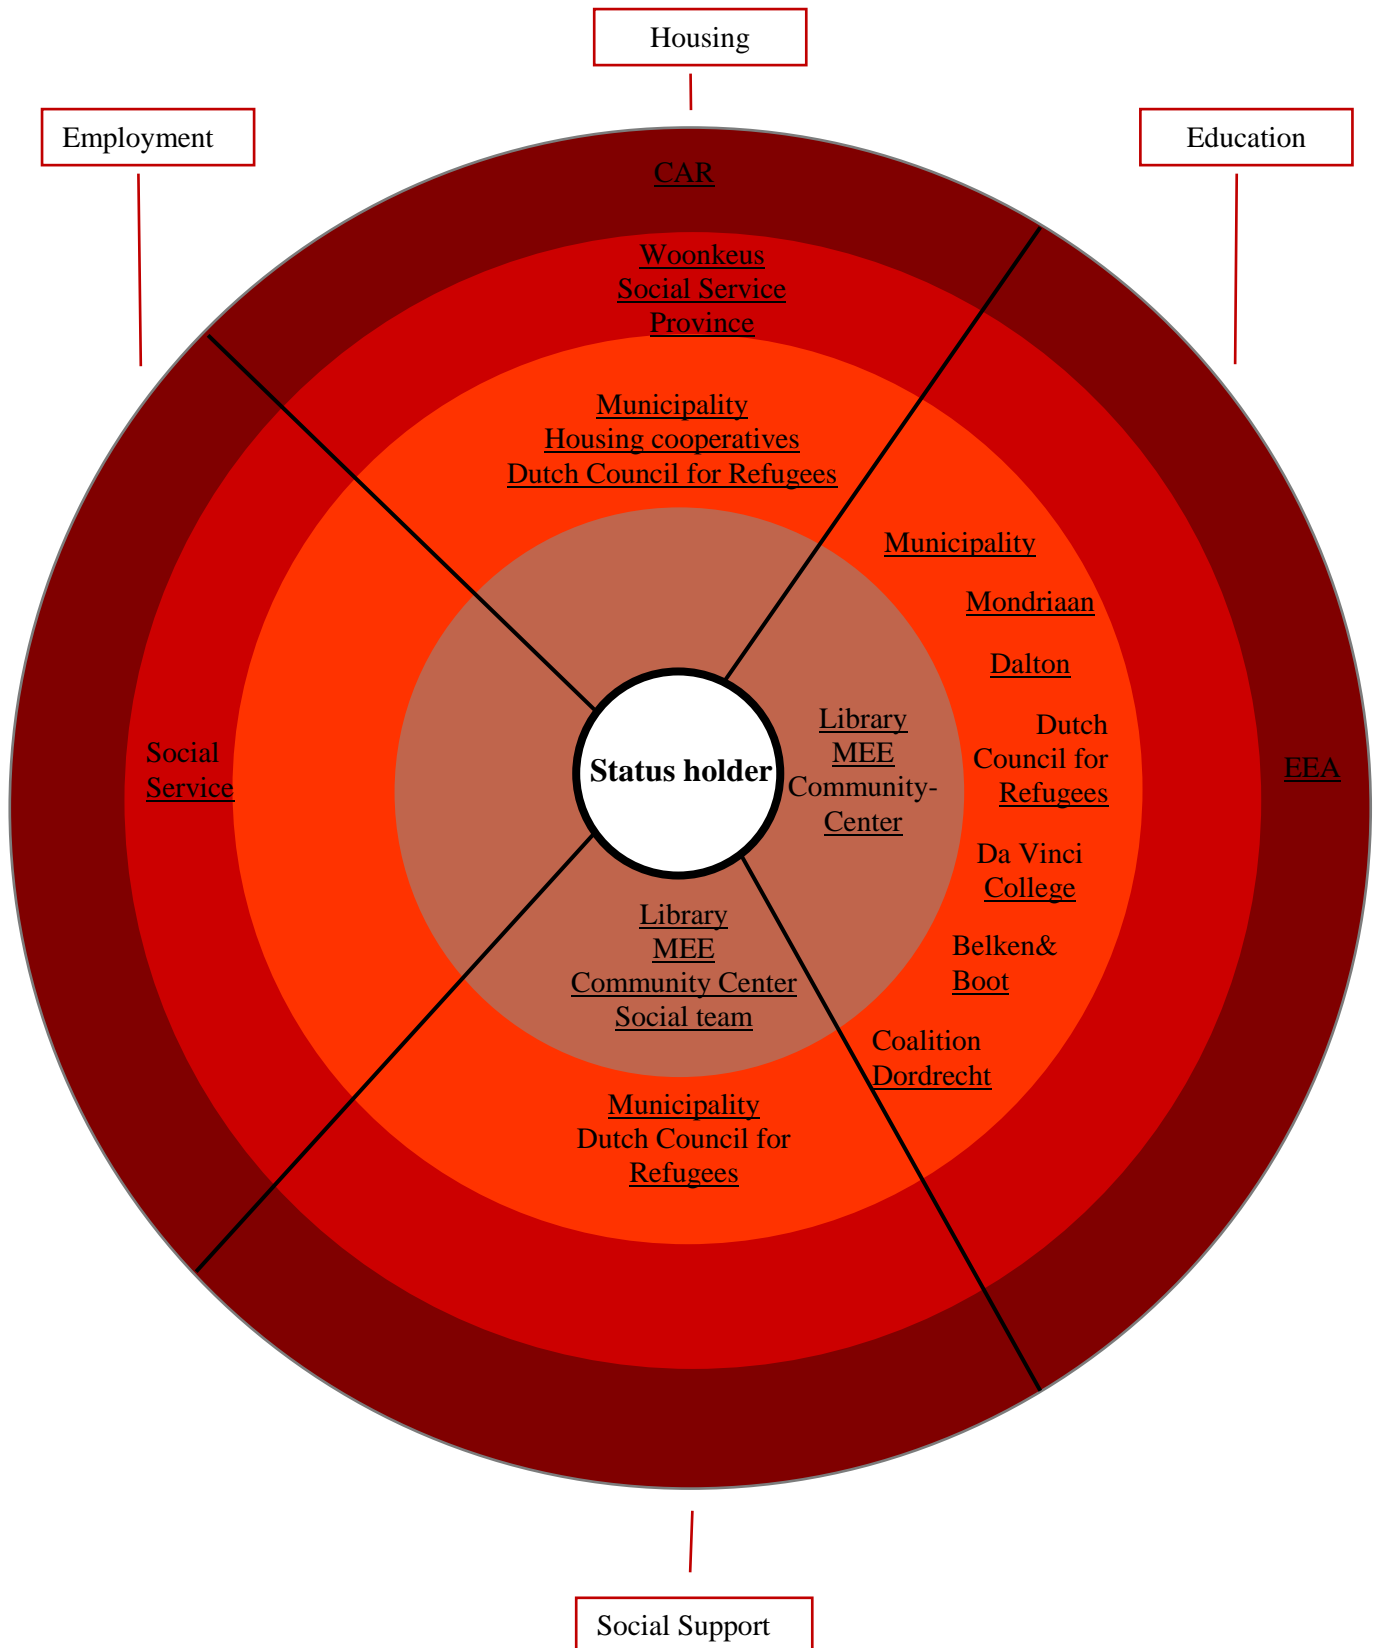 Housing
Employment
Education
CAR
Woonkeus
Social Service
Province
Municipality
Housing cooperatives
Dutch Council for Refugees
Municipality
Mondriaan
Dalton
Dutch
Council for
Refugees
Da Vinci
College
Belken&
Boot
Coalition
Dordrecht
EEA
Library
MEE
Community-
Center
Status holder
Social
Service
Library
MEE
Community Center
Social team
Municipality
Dutch Council for
Refugees
Social Support